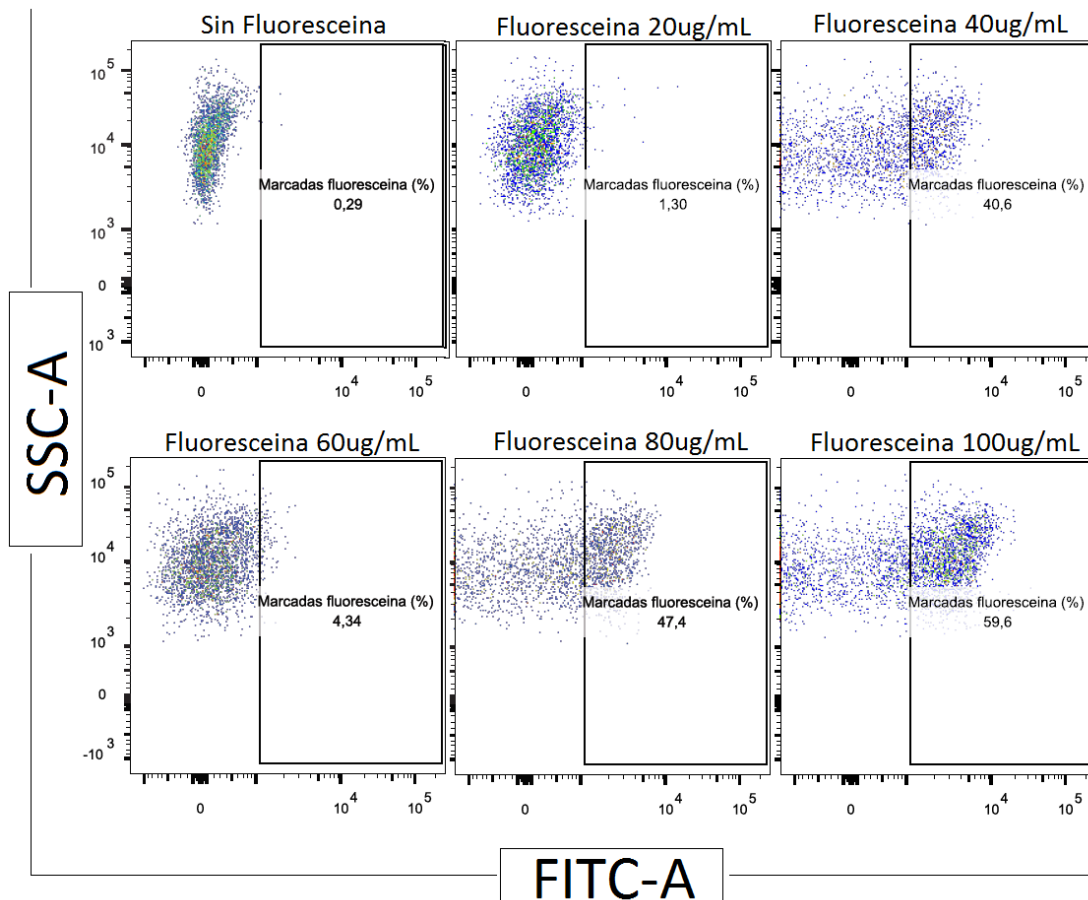 Sin Fluoresceina
Fluoresceina 20ug/mL
Fluoresceina 40ug/mL
10^5
10^4
10^3
0
10^3
Marcadas fluoresceina (%)
0,29
Marcadas fluoresceina (%)
1,30
Marcadas fluoresceina (%)
40,6
0 10^4 10^5
0 10^4 10^5
0 10^4 10^5
Fluoresceina 60ug/mL
Fluoresceina 80ug/mL
Fluoresceina 100ug/mL
10^5
10^4
10^3
0
-10^3
Marcadas fluoresceina (%)
4,34
Marcadas fluoresceina (%)
47,4
Marcadas fluoresceina (%)
59,6
0 10^4 10^5
0 10^4 10^5
0 10^4 10^5
SSC-A
FITC-A